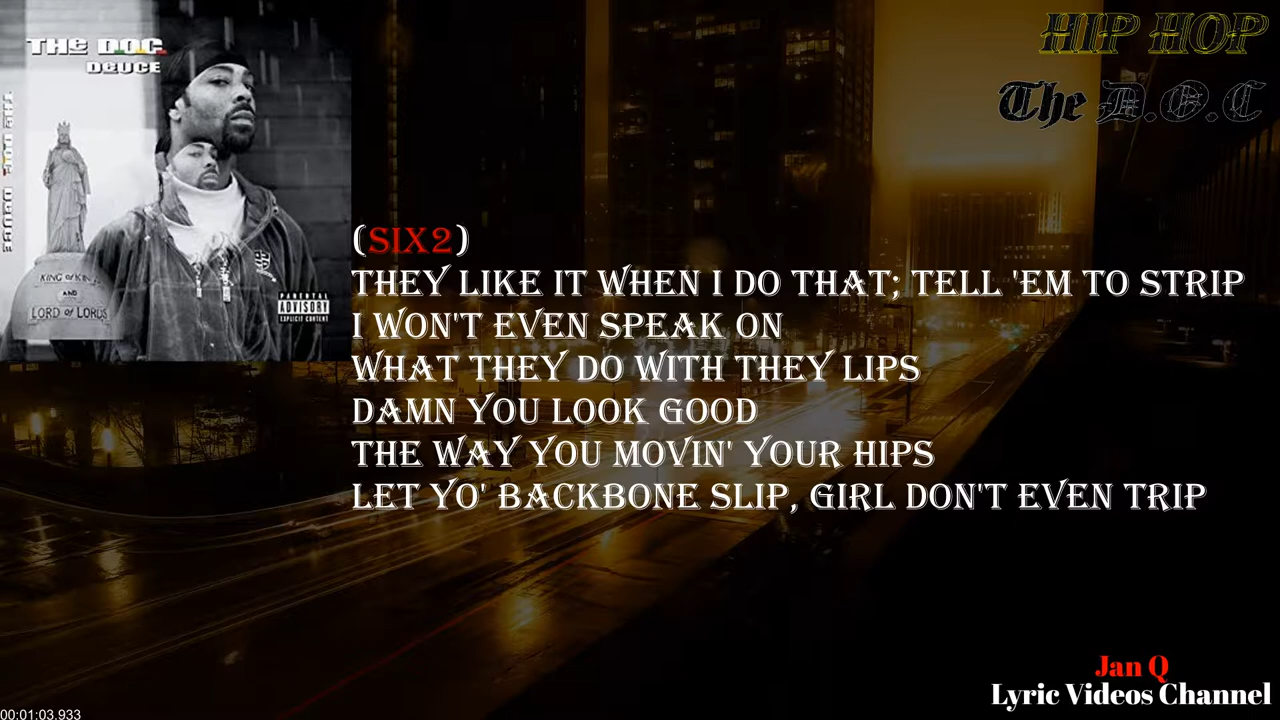 THE D.O.C.
DEUCE
THE D.O.C. DEUCE
KING OF KINGS
AND
LORD OF LORDS
PARENTAL
ADVISORY
EXPLICIT CONTENT
HIP HOP
The D.O.C
(SIX2)
THEY LIKE IT WHEN I DO THAT; TELL 'EM TO STRIP
I WON'T EVEN SPEAK ON
WHAT THEY DO WITH THEY LIPS
DAMN YOU LOOK GOOD
THE WAY YOU MOVIN' YOUR HIPS
LET YO' BACKBONE SLIP, GIRL DON'T EVEN TRIP
Jan Q
Lyric Videos Channel
00:01:03.933